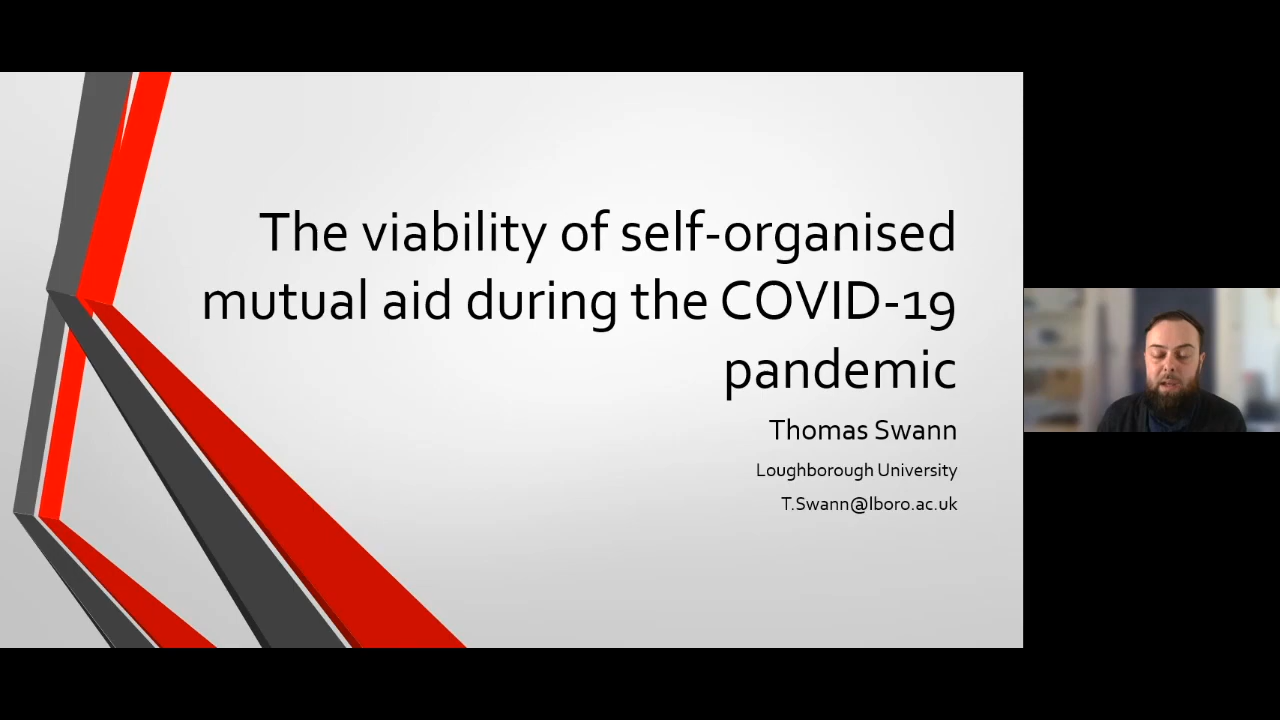 The viability of self-organised
mutual aid during the COVID-19
pandemic
Thomas Swann
Loughborough University
T.Swann@lboro.ac.uk